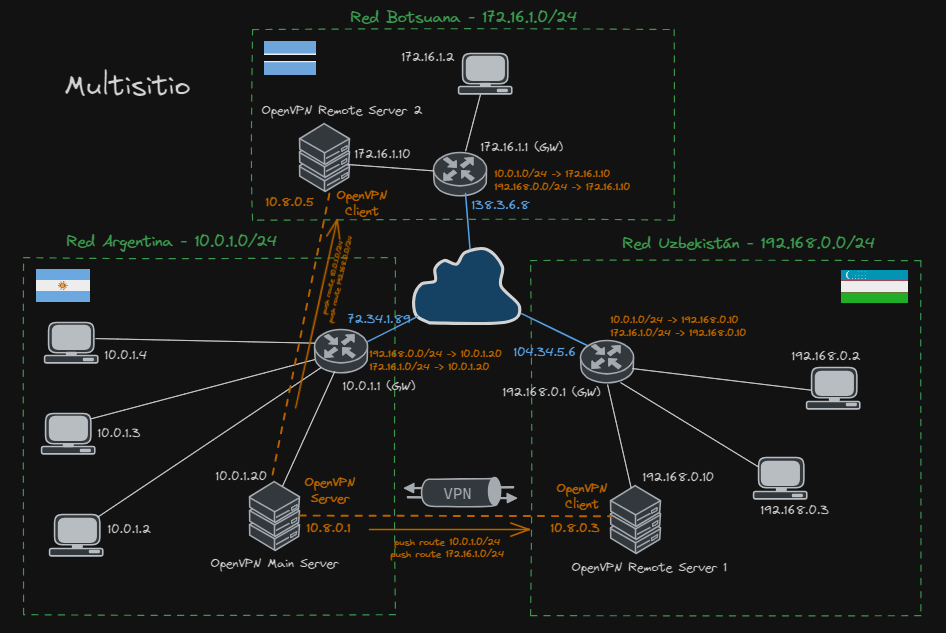 Red Botsuana - 172.16.1.0/24
Multisitio
172.16.1.2
OpenVPN Remote Server 2
172.16.1.10
172.16.1.1 (GW)
10.0.1.0/24 -> 172.16.1.10
192.168.0.0/24 -> 172.16.1.10
10.8.0.5
OpenVPN
Client
138.3.6.8
push route 10.0.1.0/24
push route 192.168.0.0/24
Red Argentina - 10.0.1.0/24
Red Uzbekistán - 192.168.0.0/24
72.34.1.89
10.0.1.4
192.168.0.0/24 -> 10.0.1.20
172.16.1.0/24 -> 10.0.1.20
10.0.1.1 (GW)
10.0.1.0/24 -> 192.168.0.10
172.16.1.0/24 -> 192.168.0.10
104.34.5.6
192.168.0.2
192.168.0.1 (GW)
10.0.1.3
10.0.1.20
OpenVPN
Server
10.8.0.1
VPN
OpenVPN
Client
10.8.0.3
192.168.0.10
192.168.0.3
10.0.1.2
push route 10.0.1.0/24
push route 172.16.1.0/24
OpenVPN Main Server
OpenVPN Remote Server 1